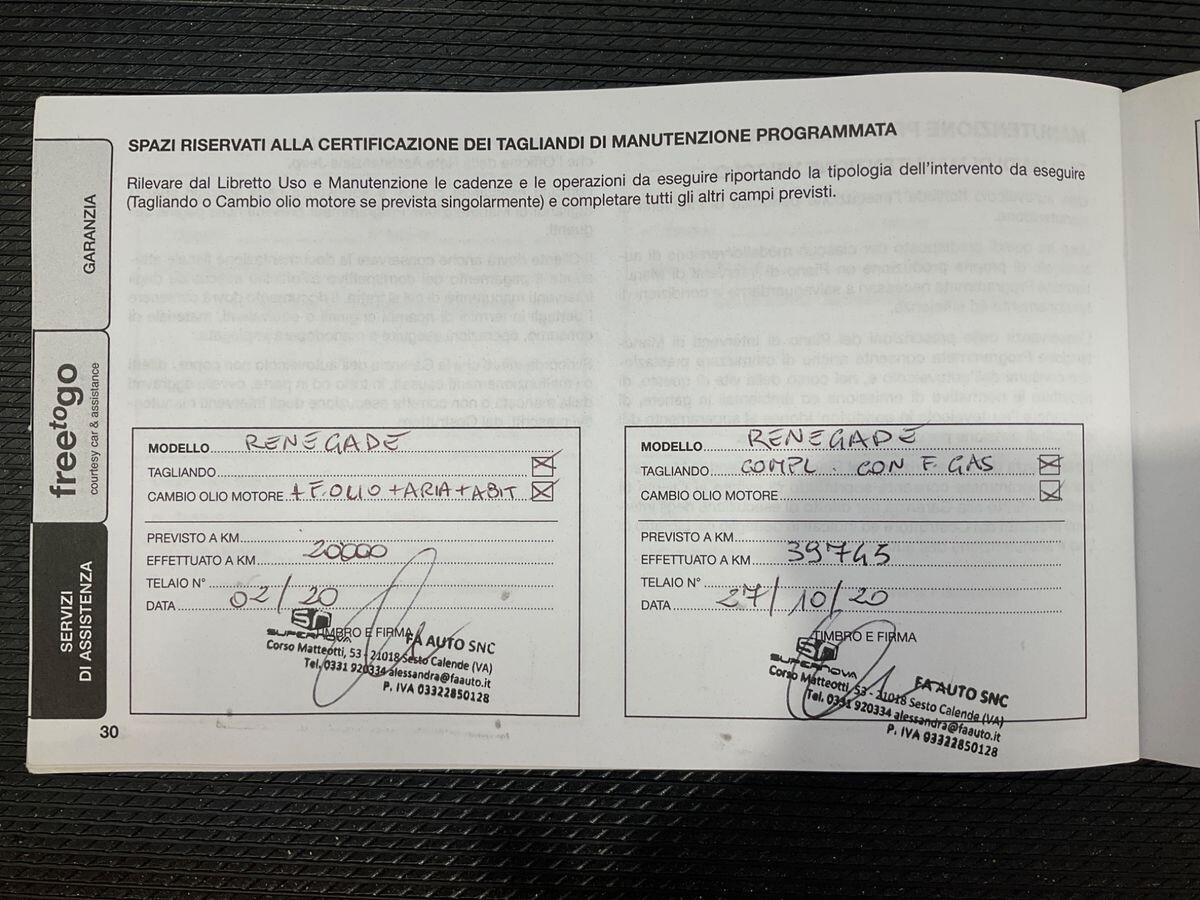 SPAZI RISERVATI ALLA CERTIFICAZIONE DEI TAGLIANDI DI MANUTENZIONE PROGRAMMATA
Rilevare dal Libretto Uso e Manutenzione le cadenze e le operazioni da eseguire riportando la tipologia dell'intervento da eseguire
(Tagliando o Cambio olio motore se prevista singolarmente) e completare tutti gli altri campi previsti.
GARANZIA
freetogo
courtesy car & assistance
SERVIZI
DI ASSISTENZA
MODELLO RENEGADE
TAGLIANDO
CAMBIO OLIO MOTORE + F. OLIO + ARIA + ABIT
PREVISTO A KM
EFFETTUATO A KM 20000
TELAIO N°
DATA 02/20
TIMBRO E FIRMA
SUPERNOVA FA AUTO SNC
Corso Matteotti, 53 - 21018 Sesto Calende (VA)
Tel. 0331 920334 alessandra@faauto.it
P. IVA 03322850128
MODELLO RENEGADE
TAGLIANDO COMPL. CON F. GAS
CAMBIO OLIO MOTORE
PREVISTO A KM
EFFETTUATO A KM 39745
TELAIO N°
DATA 27/10/20
TIMBRO E FIRMA
SUPERNOVA FA AUTO SNC
Corso Matteotti, 53 - 21018 Sesto Calende (VA)
Tel. 0331 920334 alessandra@faauto.it
P. IVA 03322850128
30